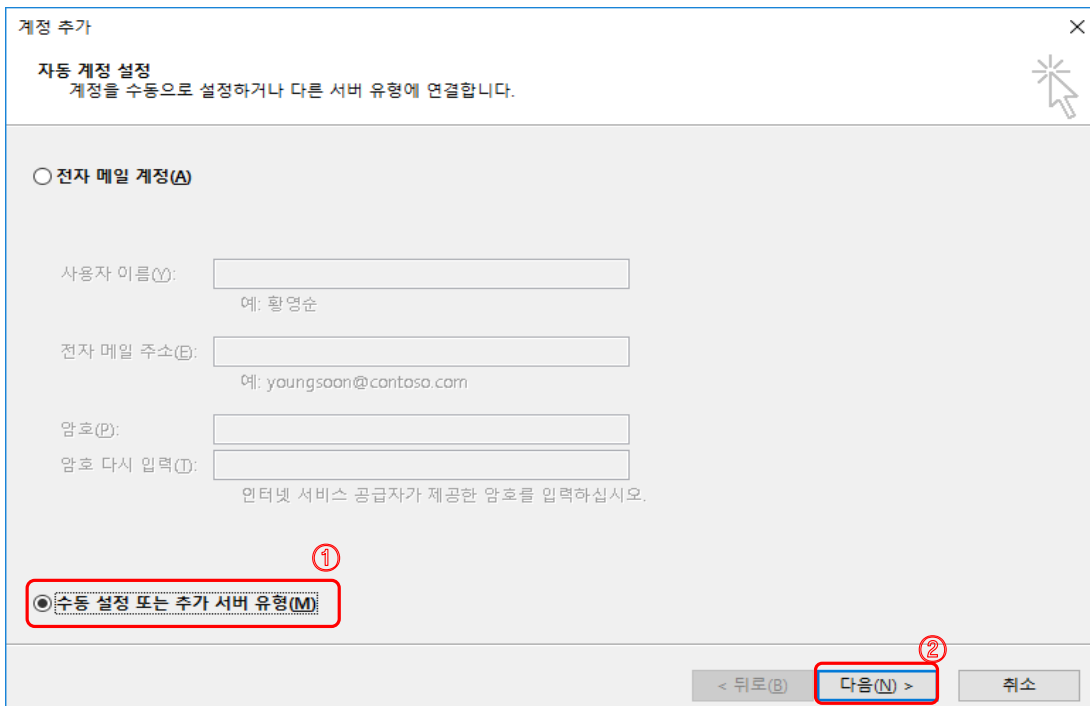 계정 추가
자동 계정 설정
계정을 수동으로 설정하거나 다른 서버 유형에 연결합니다.
전자 메일 계정(A)
사용자 이름(Y):
예: 황영순
전자 메일 주소(E):
예: youngsoon@contoso.com
암호(P):
암호 다시 입력(T):
인터넷 서비스 공급자가 제공한 암호를 입력하십시오.
①
수동 설정 또는 추가 서버 유형(M)
②
< 뒤로(B) 다음(N) > 취소